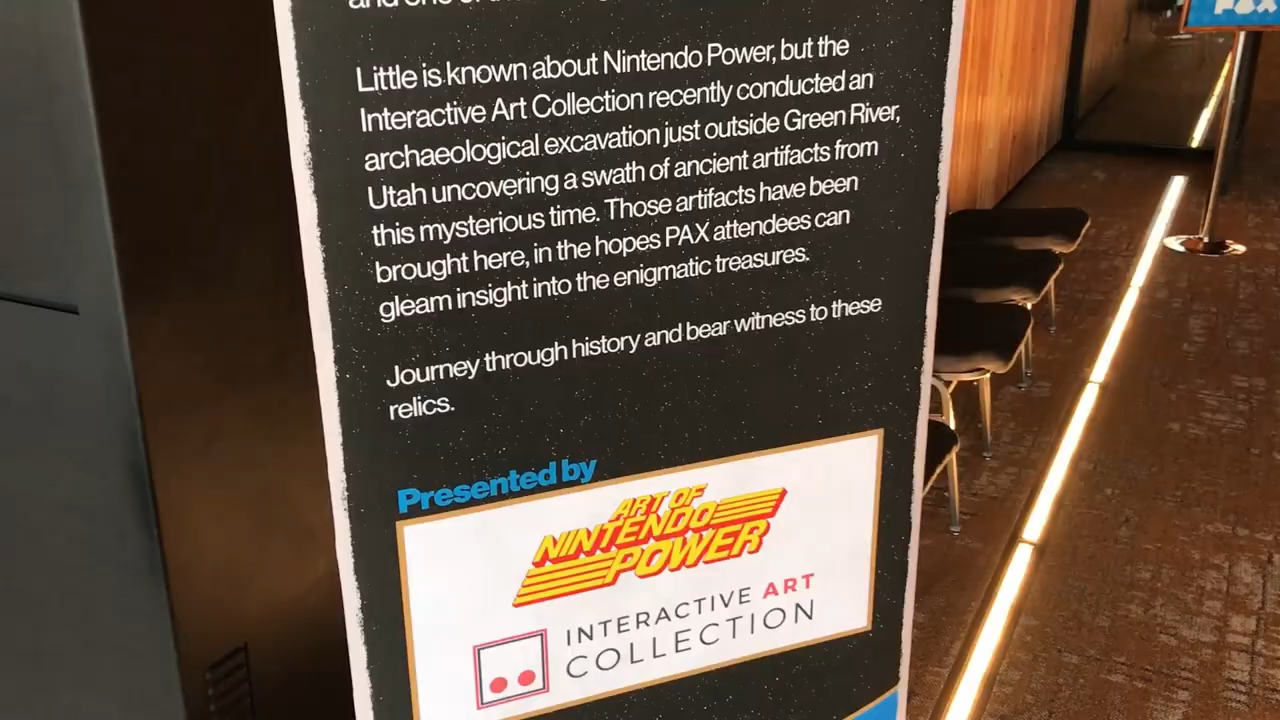 Little is known about Nintendo Power, but the
Interactive Art Collection recently conducted an
archaeological excavation just outside Green River,
Utah uncovering a swath of ancient artifacts from
this mysterious time. Those artifacts have been
brought here, in the hopes PAX attendees can
gleam insight into the enigmatic treasures.
Journey through history and bear witness to these
relics.
Presented by
ART OF
NINTENDO
POWER
INTERACTIVE ART
COLLECTION
PAX